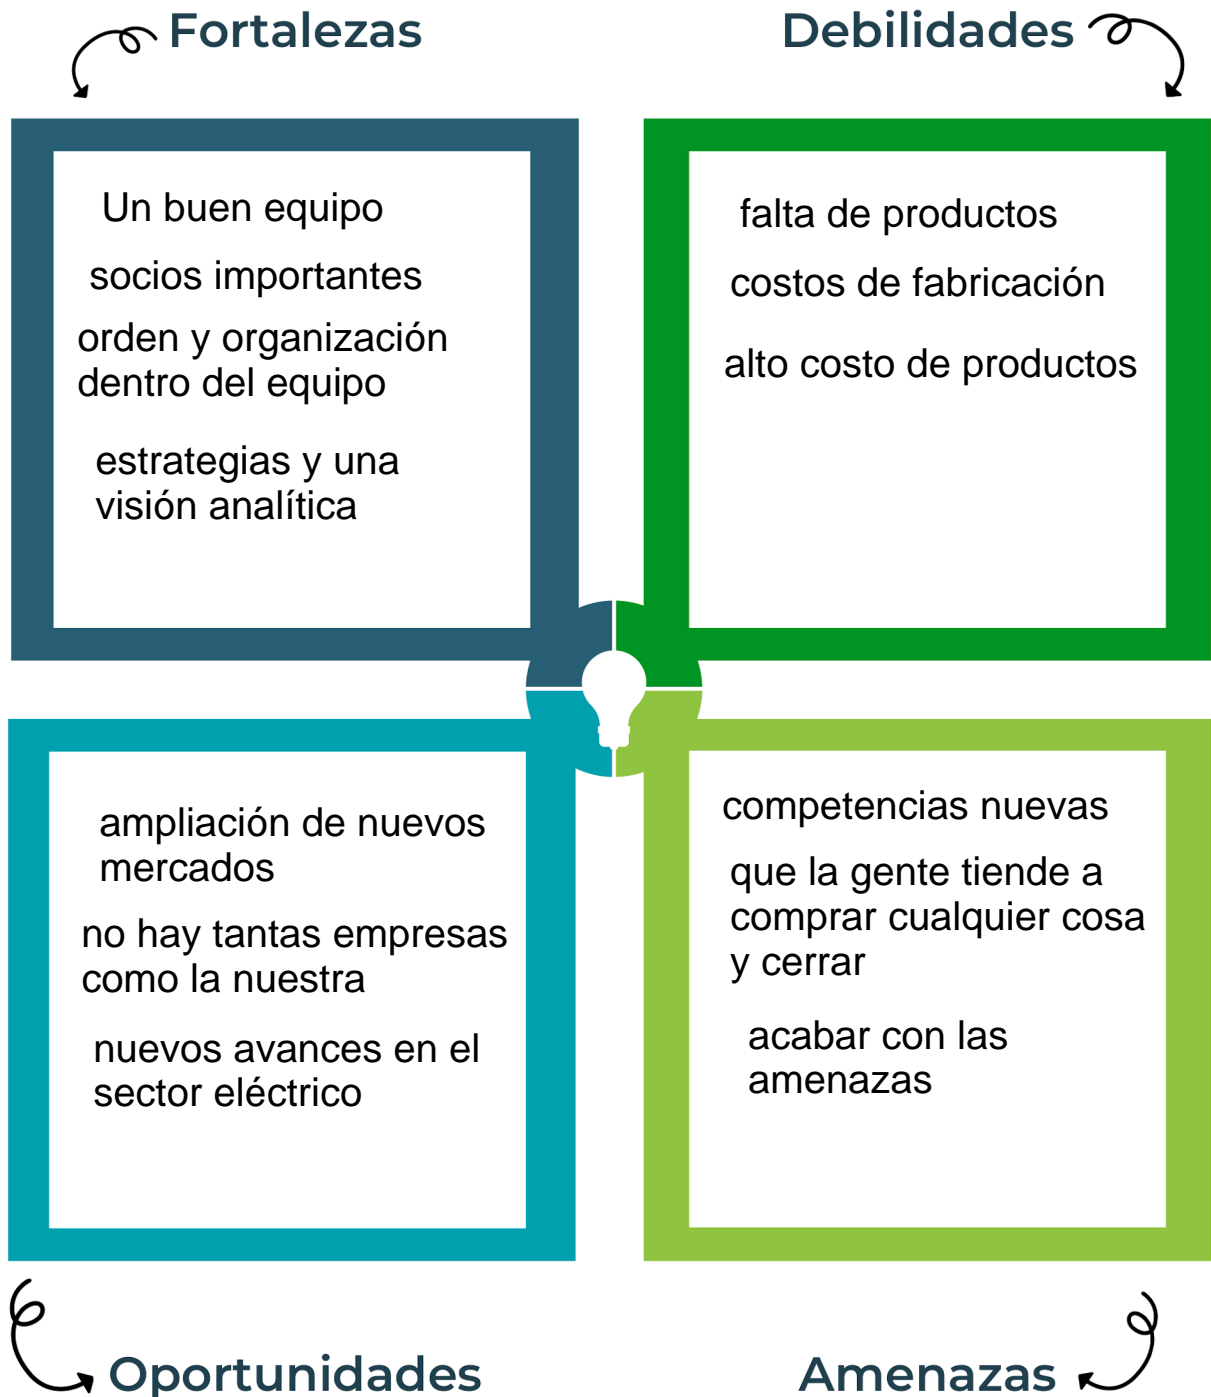 Fortalezas
Un buen equipo
socios importantes
orden y organización
dentro del equipo
estrategias y una
visión analítica
Debilidades
falta de productos
costos de fabricación
alto costo de productos
ampliación de nuevos
mercados
no hay tantas empresas
como la nuestra
nuevos avances en el
sector eléctrico
Oportunidades
competencias nuevas
que la gente tiende a
comprar cualquier cosa
y cerrar
acabar con las
amenazas
Amenazas